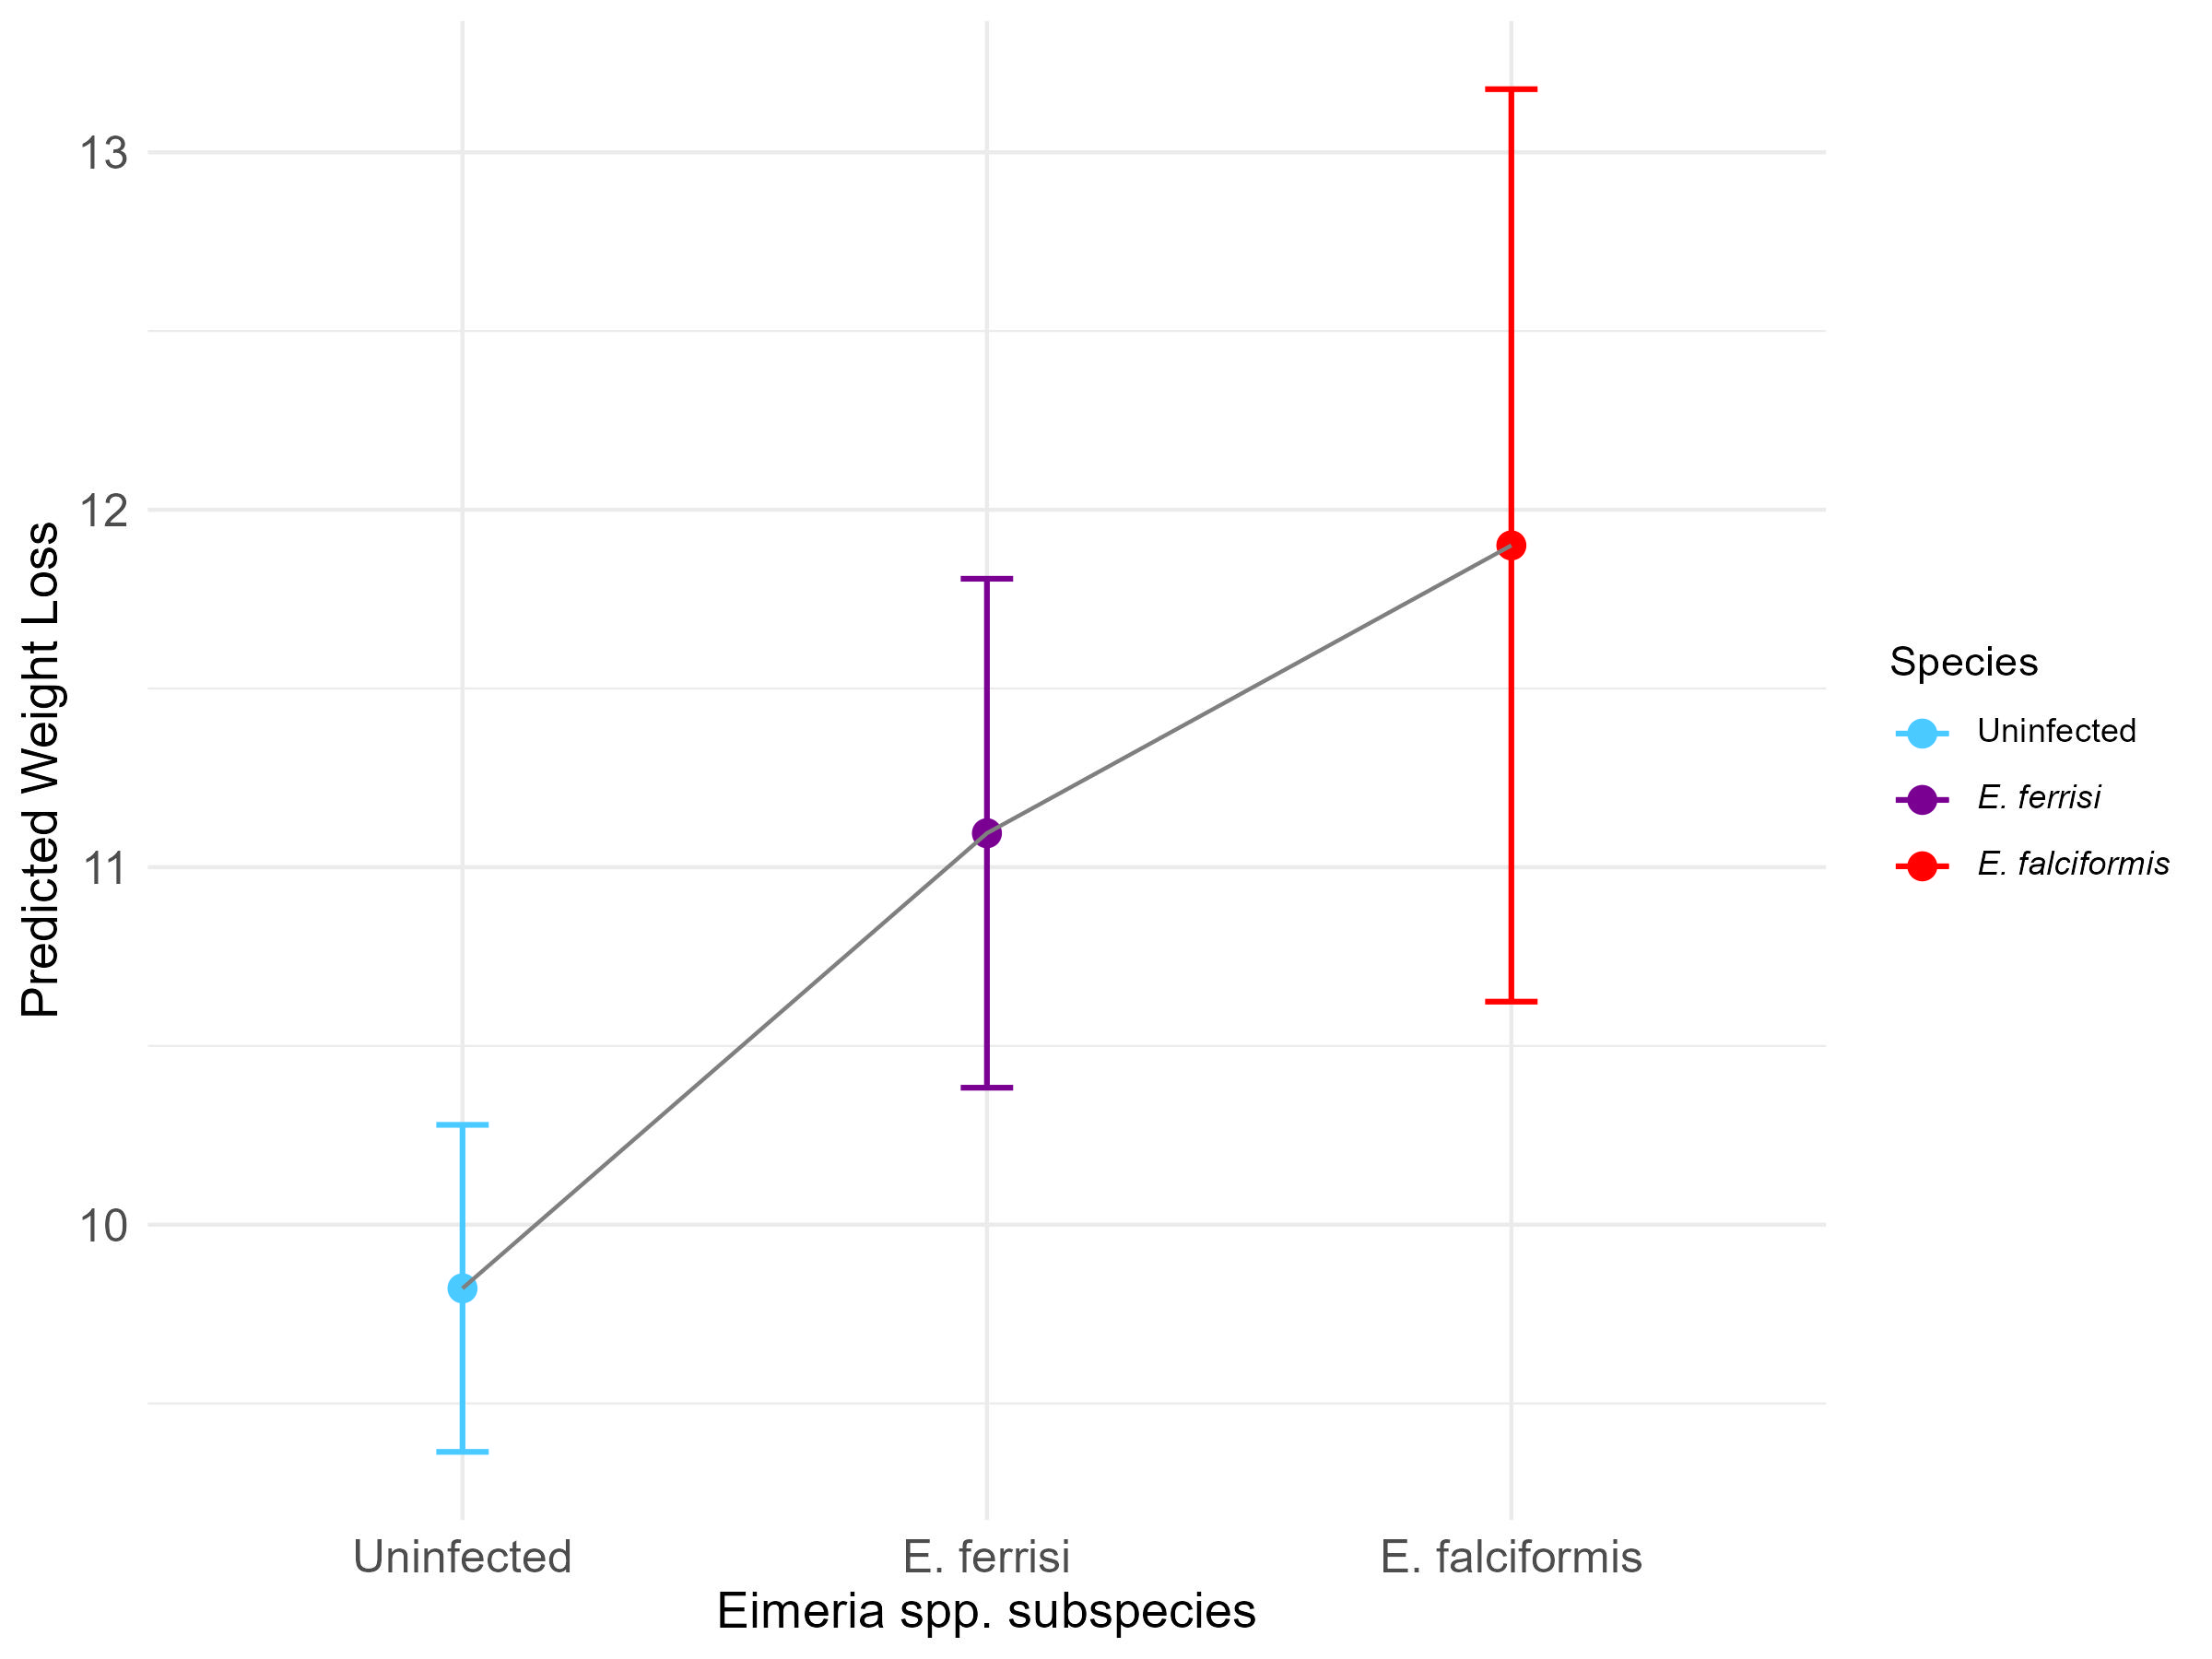 Predicted Weight Loss
13
12
11
10
Uninfected
E. ferrisi
E. falciformis
Eimeria spp. subspecies
Species
Uninfected
E. ferrisi
E. falciformis